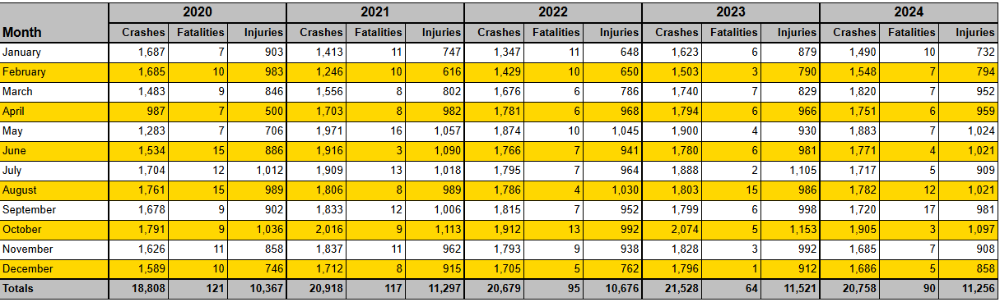 2020 2021 2022 2023 2024
Month Crashes Fatalities Injuries Crashes Fatalities Injuries Crashes Fatalities Injuries Crashes Fatalities Injuries Crashes Fatalities Injuries
January 1,687 7 903 1,413 11 747 1,347 11 648 1,623 6 879 1,490 10 732
February 1,685 10 983 1,246 10 616 1,429 10 650 1,503 3 790 1,548 7 794
March 1,483 9 846 1,556 8 802 1,676 6 786 1,740 7 829 1,820 7 952
April 987 7 500 1,703 8 982 1,781 6 968 1,794 6 966 1,751 6 959
May 1,283 7 706 1,971 16 1,057 1,874 10 1,045 1,900 4 930 1,883 7 1,024
June 1,534 15 886 1,916 3 1,090 1,766 7 941 1,780 6 981 1,771 4 1,021
July 1,704 12 1,012 1,909 13 1,018 1,795 7 964 1,888 2 1,105 1,717 5 909
August 1,761 15 989 1,806 8 989 1,786 4 1,030 1,803 15 986 1,782 12 1,021
September 1,678 9 902 1,833 12 1,006 1,815 7 952 1,799 6 998 1,720 17 981
October 1,791 9 1,036 2,016 9 1,113 1,912 13 992 2,074 5 1,153 1,905 3 1,097
November 1,626 11 858 1,837 11 962 1,793 9 938 1,828 3 992 1,685 7 908
December 1,589 10 746 1,712 8 915 1,705 5 762 1,796 1 912 1,686 5 858
Totals 18,808 121 10,367 20,918 117 11,297 20,679 95 10,676 21,528 64 11,521 20,758 90 11,256